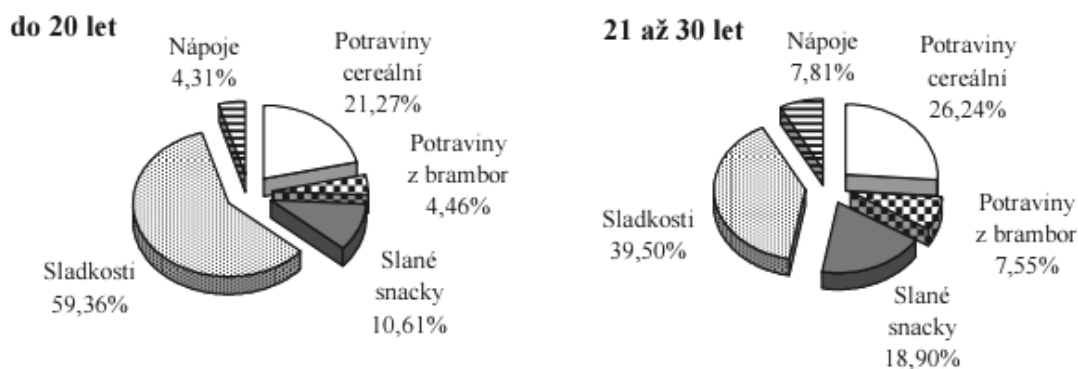 do 20 let
Nápoje
4,31%
Potraviny
cereální
21,27%
Potraviny
z brambor
4,46%
Slané
snacky
10,61%
Sladkosti
59,36%
21 až 30 let
Nápoje
7,81%
Potraviny
cereální
26,24%
Potraviny
z brambor
7,55%
Slané
snacky
18,90%
Sladkosti
39,50%